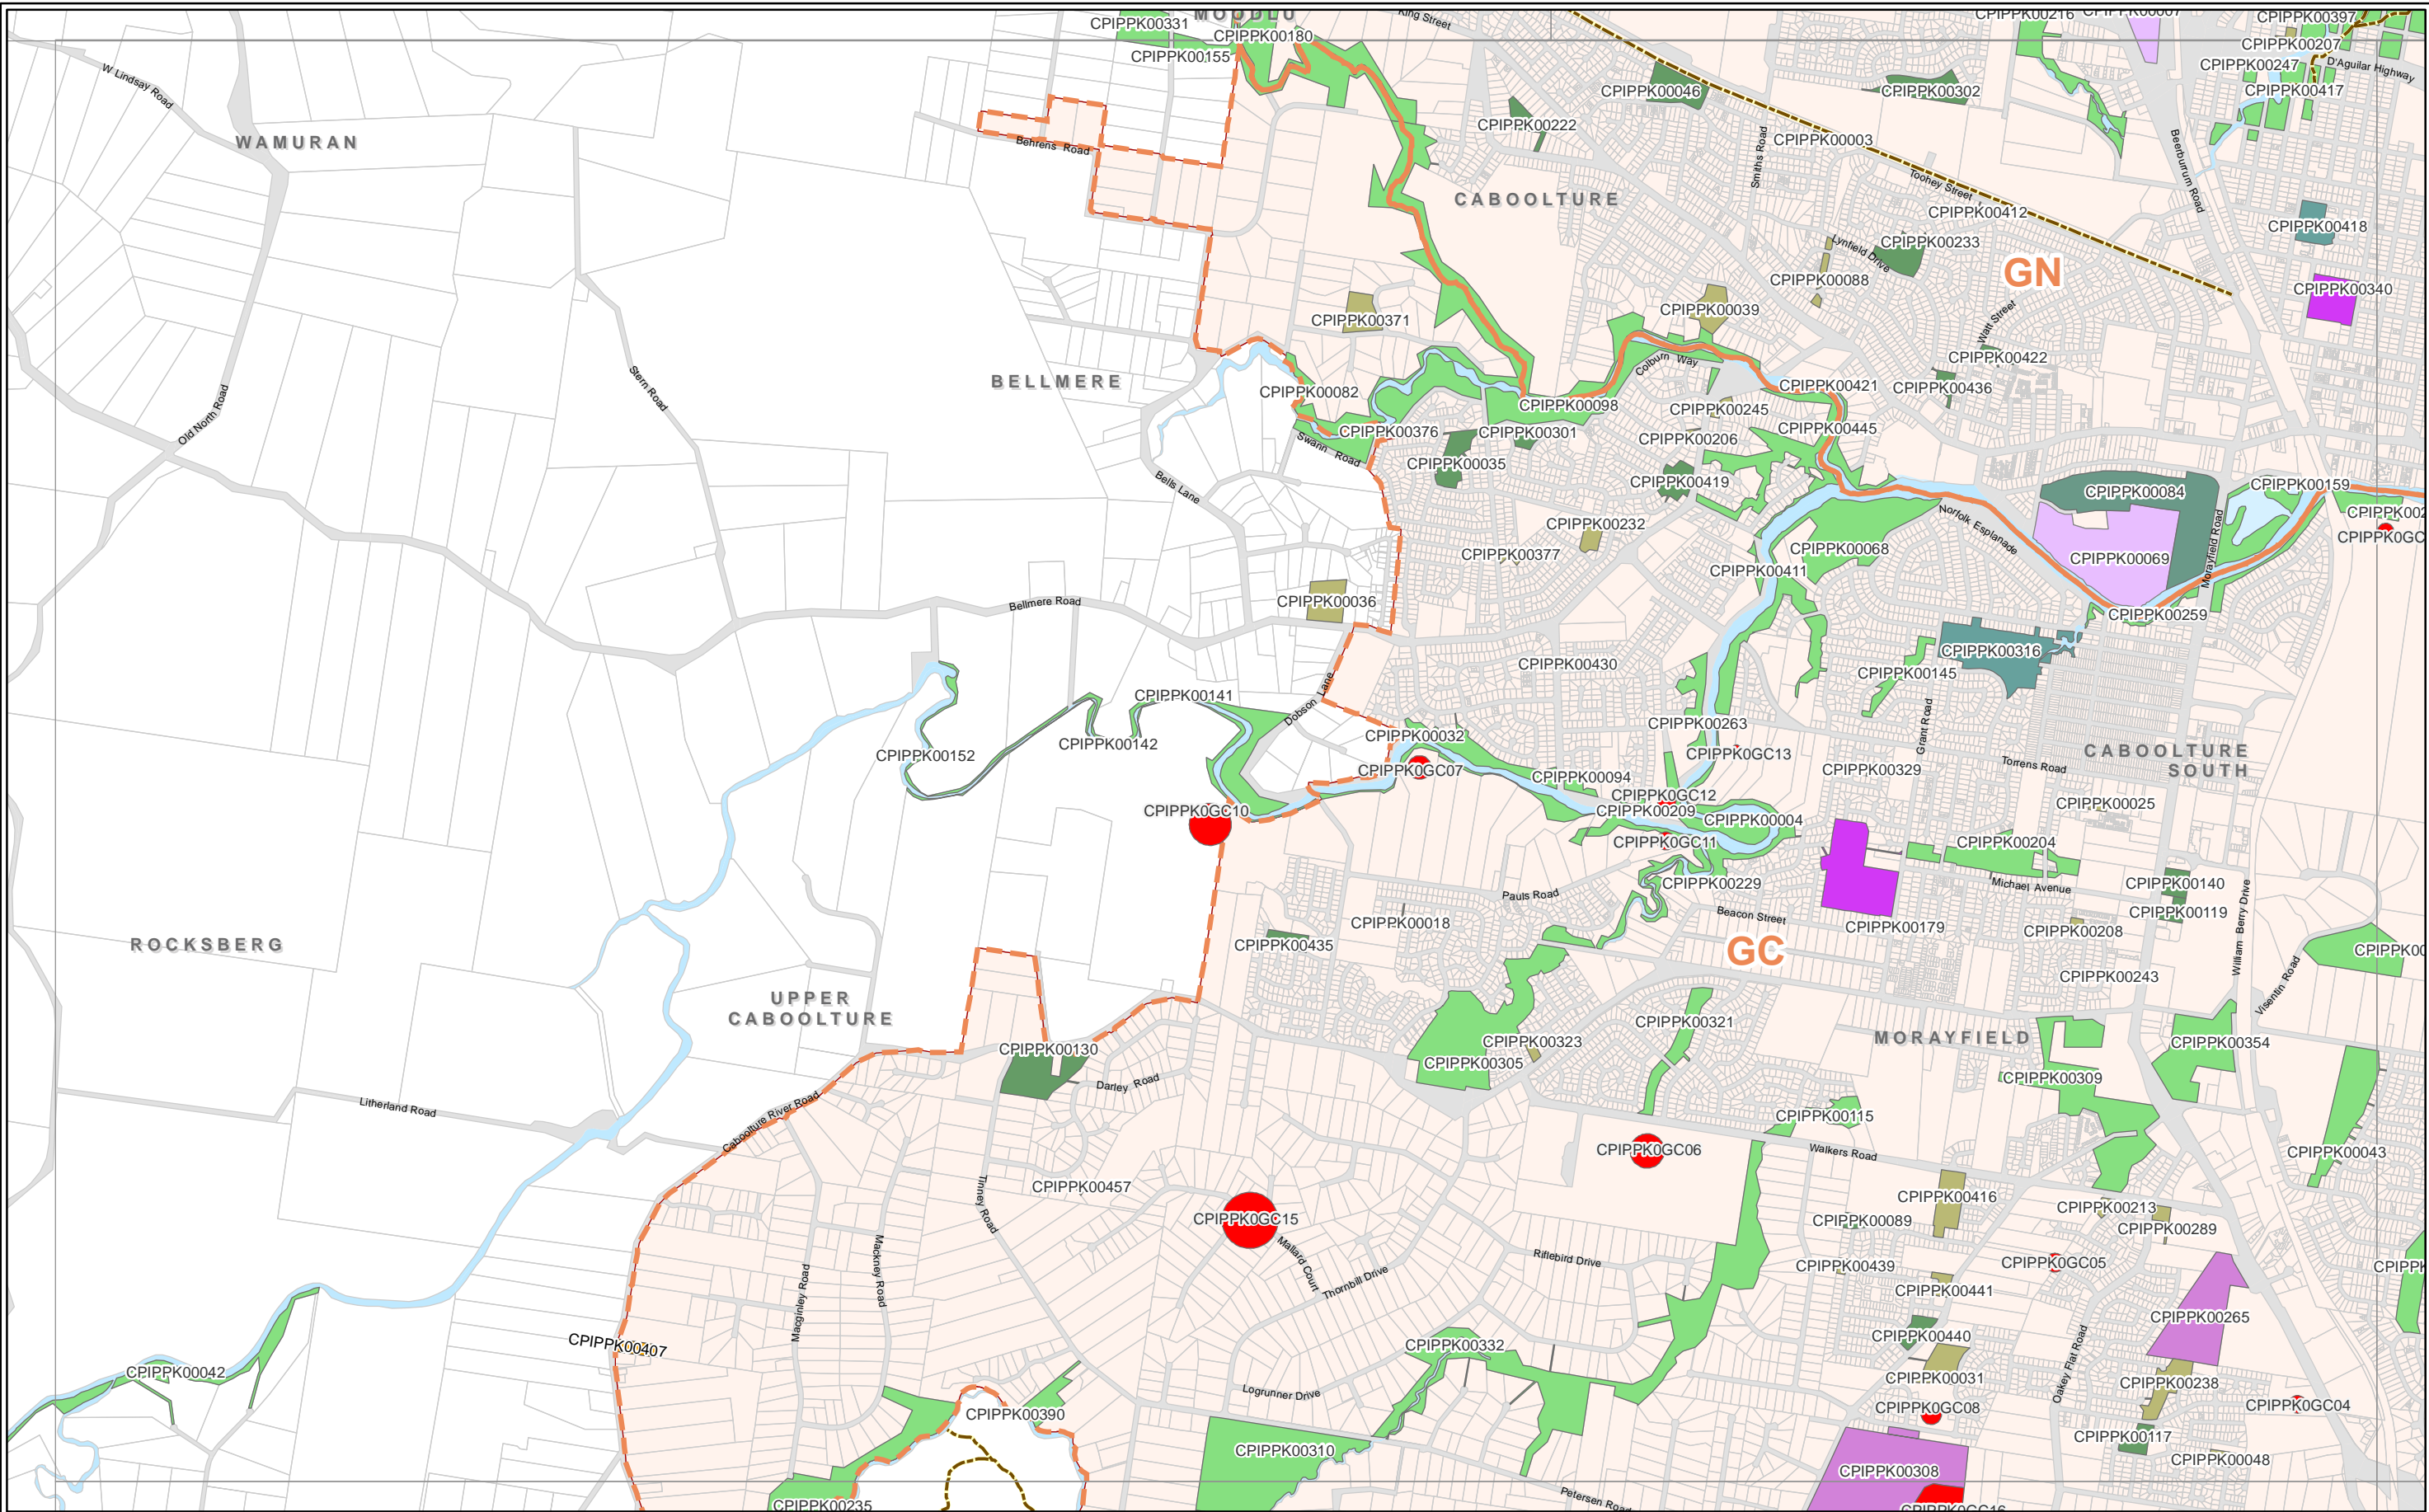 MOODLU
CPIPPK00331
CPIPPK00180
CPIPPK00155
King Street
CPIPPK00216
CPIPPK00397
CPIPPK00207
CPIPPK00247
D'Aguilar Highway
CPIPPK00417
W Lindsay Road
WAMURAN
Behrens Road
CPIPPK00046
CPIPPK00302
CPIPPK00222
CPIPPK00003
Smiths Road
Beerburrum Road
Toohey Street
CABOOLTURE
CPIPPK00412
CPIPPK00418
CPIPPK00233
Lynfield Drive
GN
CPIPPK00088
CPIPPK00340
CPIPPK00039
CPIPPK00371
Watt Street
CPIPPK00422
Colburn Way
BELLMERE
Stern Road
CPIPPK00082
CPIPPK00421
CPIPPK00436
CPIPPK00098
CPIPPK00245
Old North Road
CPIPPK00376
CPIPPK00301
CPIPPK00206
CPIPPK00445
Swann Road
CPIPPK00035
CPIPPK00419
Bells Lane
CPIPPK00084
CPIPPK00159
CPIPPK002
CPIPPK0GC
CPIPPK00232
Norfolk Esplanade
CPIPPK00377
CPIPPK00068
CPIPPK00069
Morayfield Road
CPIPPK00411
CPIPPK00036
Bellmere Road
CPIPPK00259
CPIPPK00316
CPIPPK00430
CPIPPK00145
CPIPPK00141
Dobson Lane
CPIPPK00263
Grant Road
CPIPPK00142
CPIPPK00032
CPIPPK00152
CPIPPK0GC13
CABOOLTURE
SOUTH
CPIPPK0GC07
CPIPPK00094
CPIPPK00329
Torrens Road
CPIPPK0GC12
CPIPPK00209
CPIPPK00025
CPIPPK0GC10
CPIPPK00004
CPIPPK0GC11
CPIPPK00204
CPIPPK00229
Michael Avenue
CPIPPK00140
Pauls Road
CPIPPK00119
William Berry Drive
CPIPPK00018
Beacon Street
CPIPPK00179
CPIPPK00208
ROCKSBERG
CPIPPK00435
GC
CPIPPK00
CPIPPK00243
Visentin Road
UPPER
CABOOLTURE
CPIPPK00321
MORAYFIELD
CPIPPK00323
CPIPPK00354
CPIPPK00130
CPIPPK00305
CPIPPK00309
Darley Road
Litherland Road
Caboolture River Road
CPIPPK00115
CPIPPK0GC06
Walkers Road
CPIPPK00043
CPIPPK00457
Tinney Road
CPIPPK00416
CPIPPK00213
CPIPPK0GC15
CPIPPK00089
CPIPPK00289
Mallard Court
Riflebird Drive
CPIPPK00439
CPIPPK0GC05
CPIPK
Mackney Road
Macginley Road
Thornbill Drive
CPIPPK00441
CPIPPK00265
CPIPPK00407
CPIPPK00332
CPIPPK00440
Oakey Flat Road
CPIPPK00042
CPIPPK00031
CPIPPK00238
Logrunner Drive
CPIPPK00390
CPIPPK0GC08
CPIPPK0GC04
CPIPPK00117
CPIPPK00310
CPIPPK00048
CPIPPK00308
CPIPPK00235
Petersen Road
CPIPPK0GC16